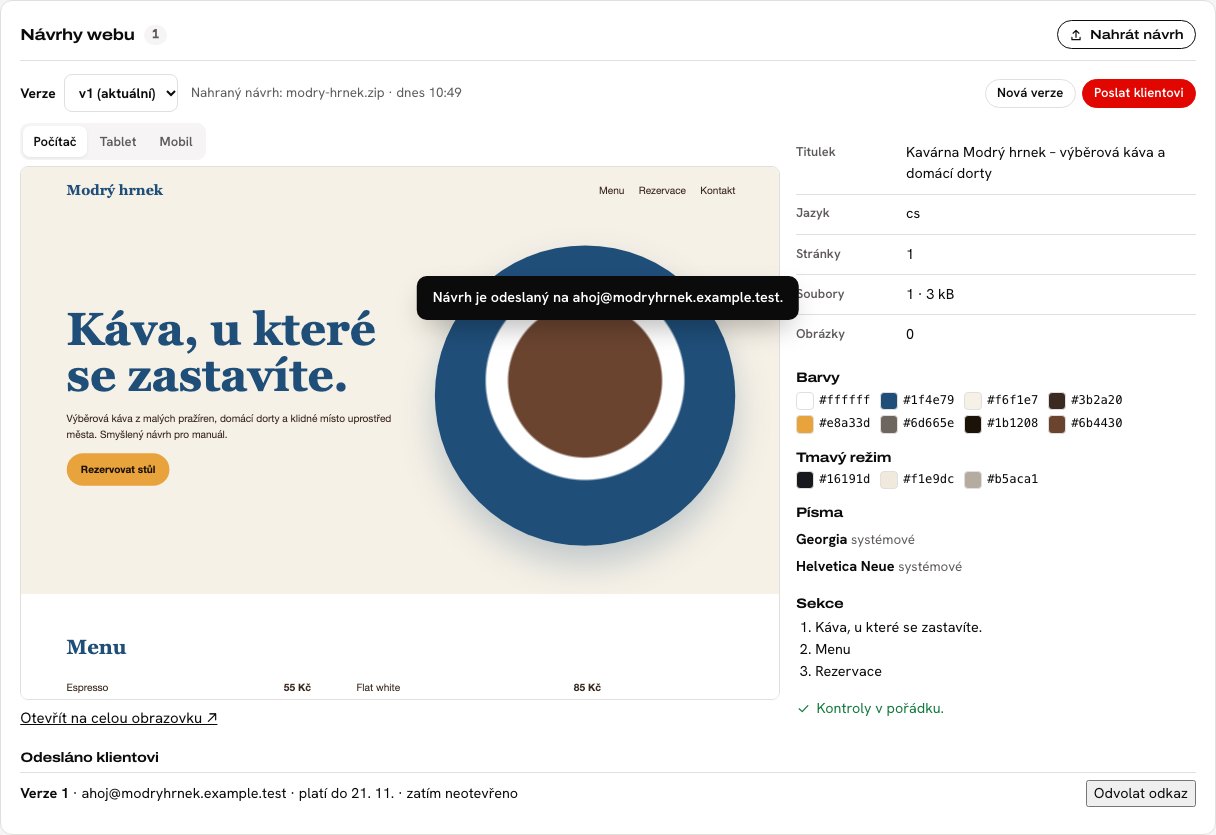 Návrhy webu 1
Nahrát návrh
Verze v1 (aktuální) Nahraný návrh: modry-hrnek.zip · dnes 10:49
Nová verze
Poslat klientovi
Počítač Tablet Mobil
Modrý hrnek
Menu Rezervace Kontakt
Káva, u které
se zastavíte.
Výběrová káva z malých pražíren, domácí dorty a klidné místo uprostřed
města. Smyšlený návrh pro manuál.
Rezervovat stůl
Návrh je odeslaný na ahoj@modryhrnek.example.test.
Menu
Espresso 55 Kč Flat white 85 Kč
Otevřít na celou obrazovku ↗
Titulek Kavárna Modrý hrnek – výběrová káva a
domácí dorty
Jazyk cs
Stránky 1
Soubory 1 · 3 kB
Obrázky 0
Barvy
#ffffff #1f4e79 #f6f1e7 #3b2a20
#e8a33d #6d665e #1b1208 #6b4430
Tmavý režim
#16191d #f1e9dc #b5aca1
Písma
Georgia systémové
Helvetica Neue systémové
Sekce
1. Káva, u které se zastavíte.
2. Menu
3. Rezervace
✓ Kontroly v pořádku.
Odesláno klientovi
Verze 1 · ahoj@modryhrnek.example.test · platí do 21. 11. · zatím neotevřeno
Odvolat odkaz